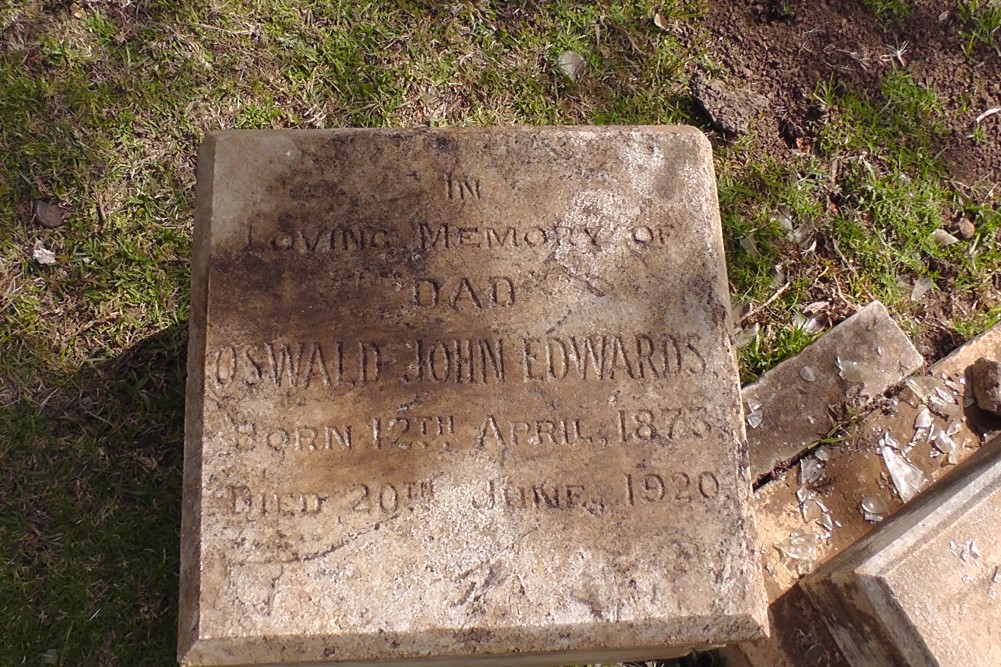 IN
LOVING MEMORY OF
DAD
OSWALD JOHN EDWARDS
BORN 12TH APRIL, 1873.
DIED 20TH JUNE, 1920.